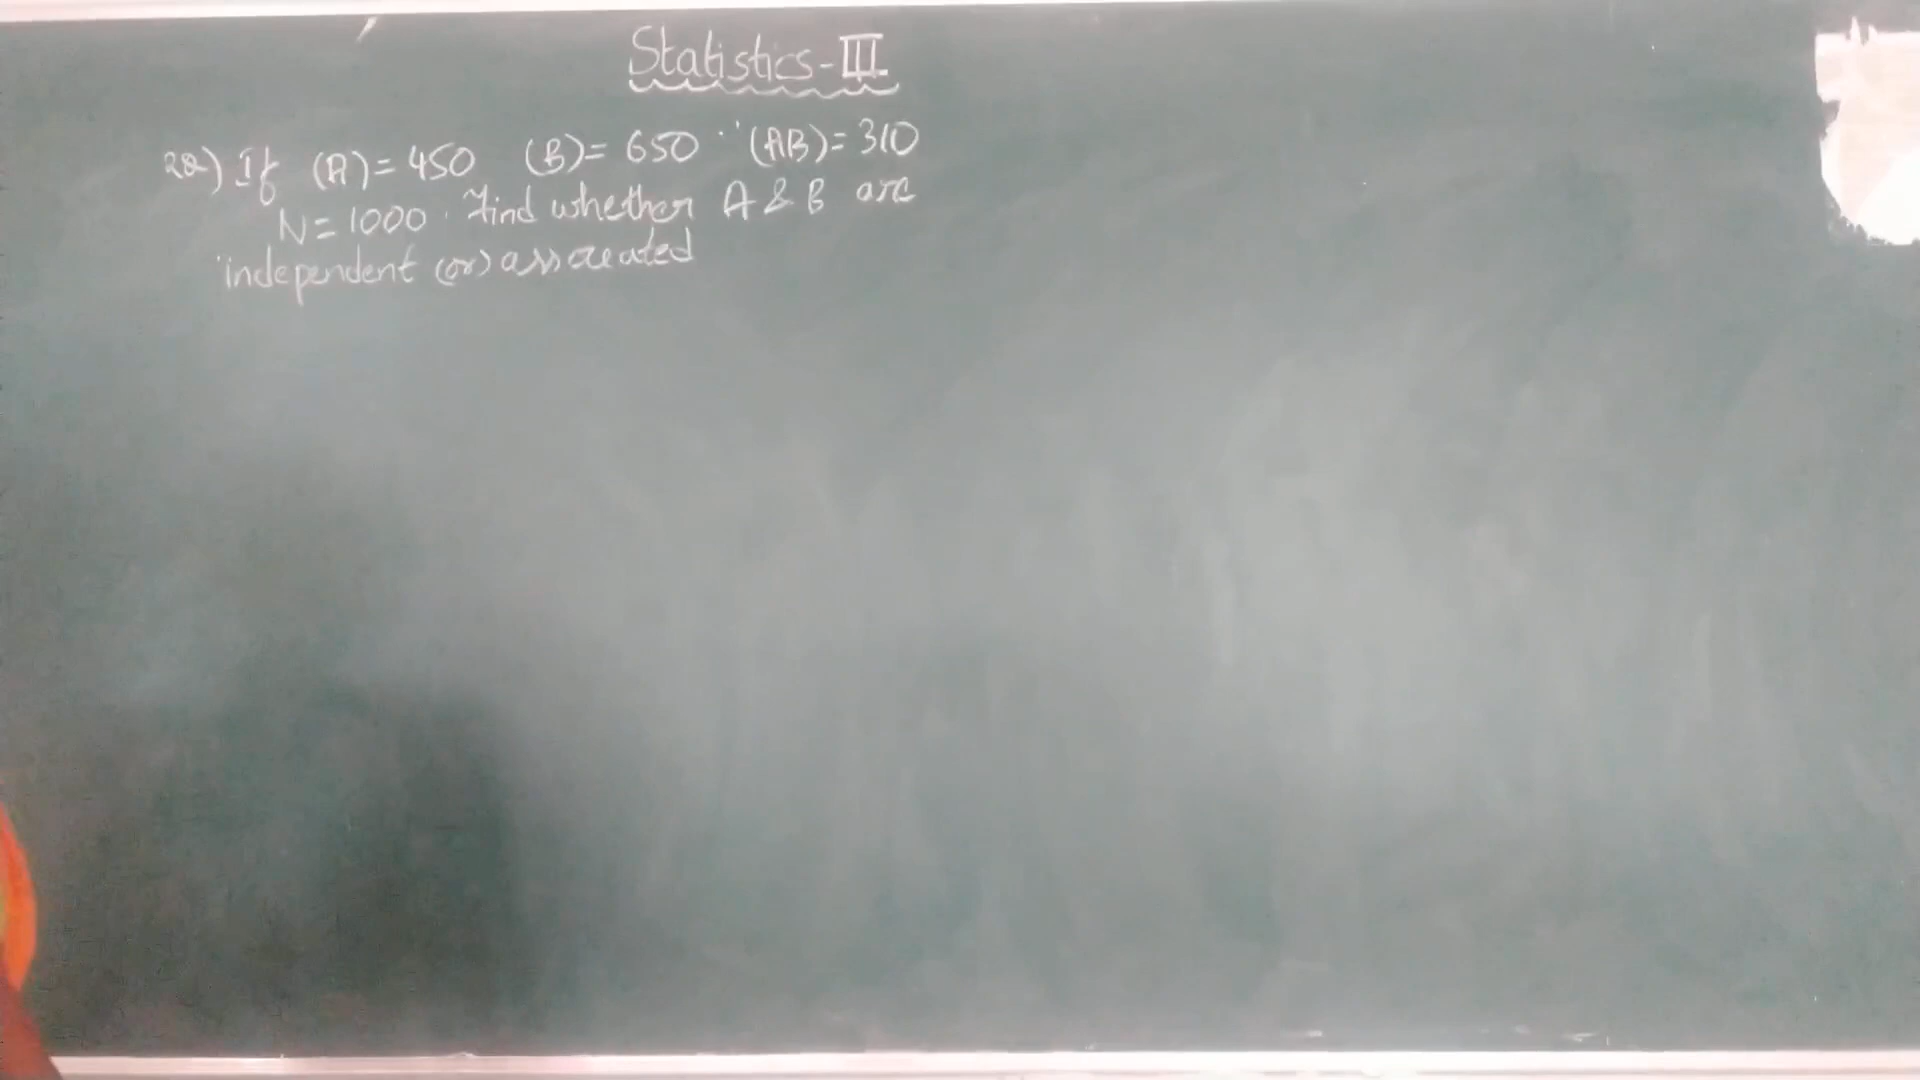 Statistics-III
28) If (A)=450 (B)=650 (AB)=310
N=1000. Find whether A & B are
independent (or) associated